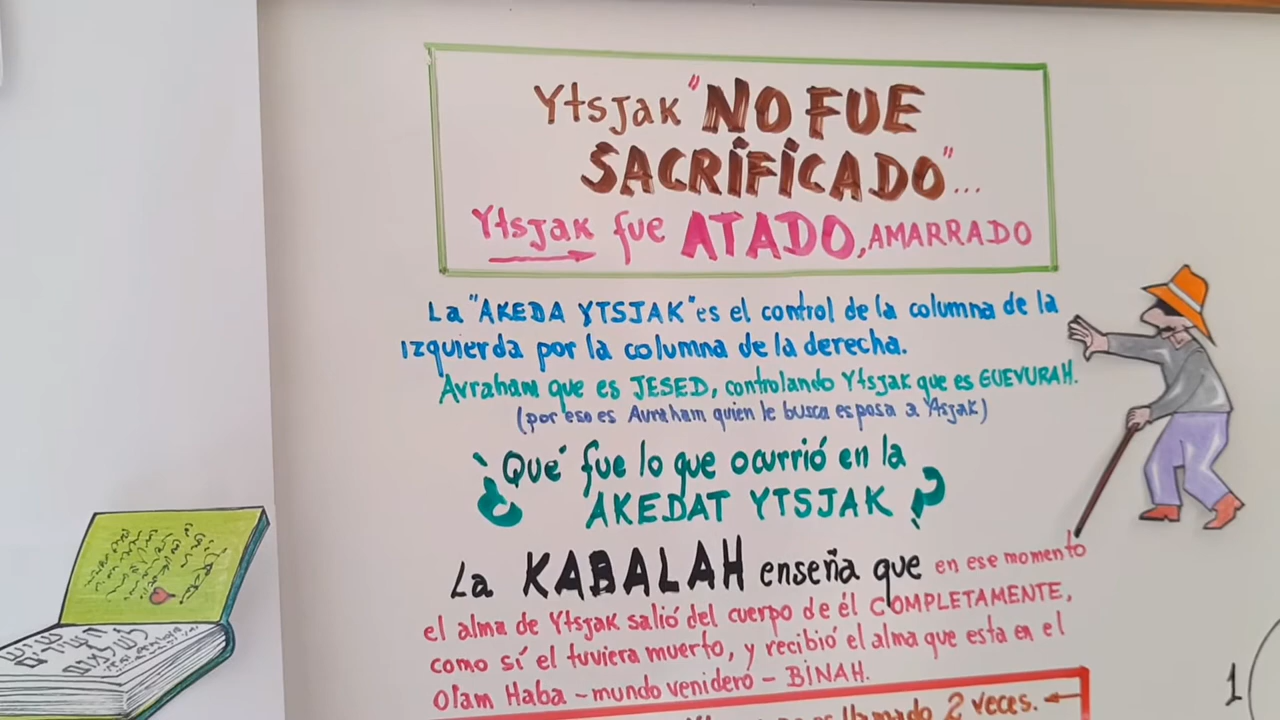 Ytsjak "NO FUE
SACRIFICADO"...
Ytsjak fue ATADO, AMARRADO
La "AKEDA YTSJAK" es el control de la columna de la
izquierda por la columna de la derecha.
Avraham que es JESED, controlando Ytsjak que es GUEVURAH.
(por eso es Avraham quien le busca esposa a Ytsjak)
¿Qué fue lo que ocurrió en la
AKEDAT YTSJAK?
La KABALAH enseña que en ese momento
el alma de Ytsjak salió del cuerpo de él COMPLETAMENTE,
como sí el tuviera muerto, y recibió el alma que esta en el
Olam Haba - mundo venidero - BINAH.
llamado 2 veces.
1